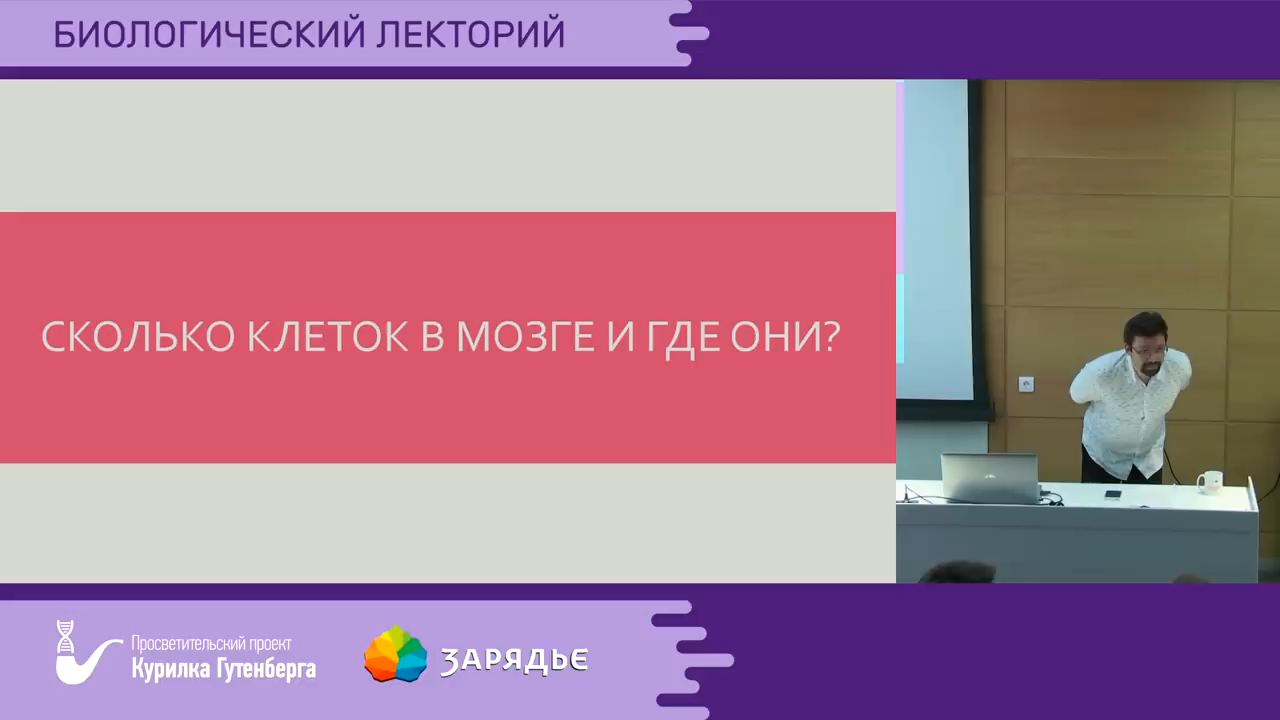 БИОЛОГИЧЕСКИЙ ЛЕКТОРИЙ
СКОЛЬКО КЛЕТОК В МОЗГЕ И ГДЕ ОНИ?
Просветительский проект
Курилка Гутенберга
ЗАРЯДЬЕ